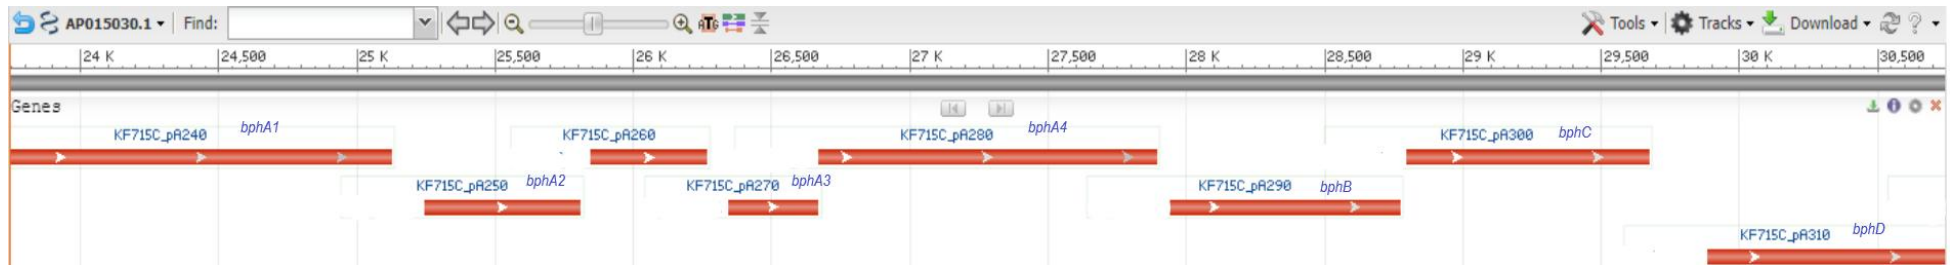 AP015030.1 Find: Tools Tracks Download ?
24 K 24,500 25 K 25,500 26 K 26,500 27 K 27,500 28 K 28,500 29 K 29,500 30 K 30,500
Genes
KF715C_pA240 bphA1 KF715C_pA260 KF715C_pA280 bphA4 KF715C_pA300 bphC
KF715C_pA250 bphA2 KF715C_pA270 bphA3 KF715C_pA290 bphB
KF715C_pA310 bphD